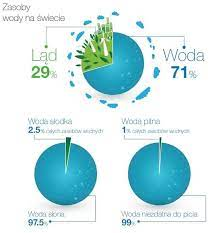 Zasoby
wody na świecie
Ląd
29%
Woda
71%
Woda słodka
2.5% całych zasobów wodnych
Woda pitna
1% całych zasobów wodnych
Woda słona
97.5%
Woda niezdatna do picia
99%